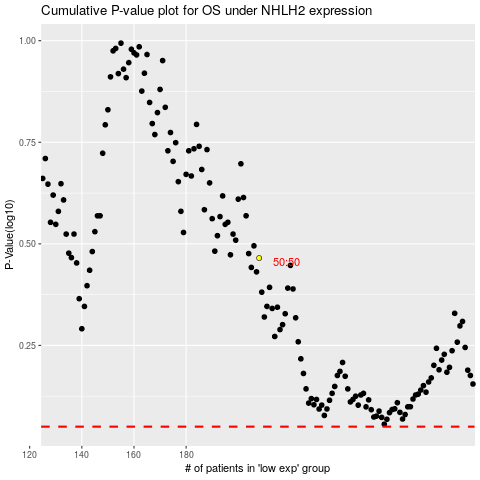 Cumulative P-value plot for OS under NHLH2 expression
1.00
0.75
0.50
0.25
P-Value(log10)
50:50
120 140 160 180
# of patients in 'low exp' group